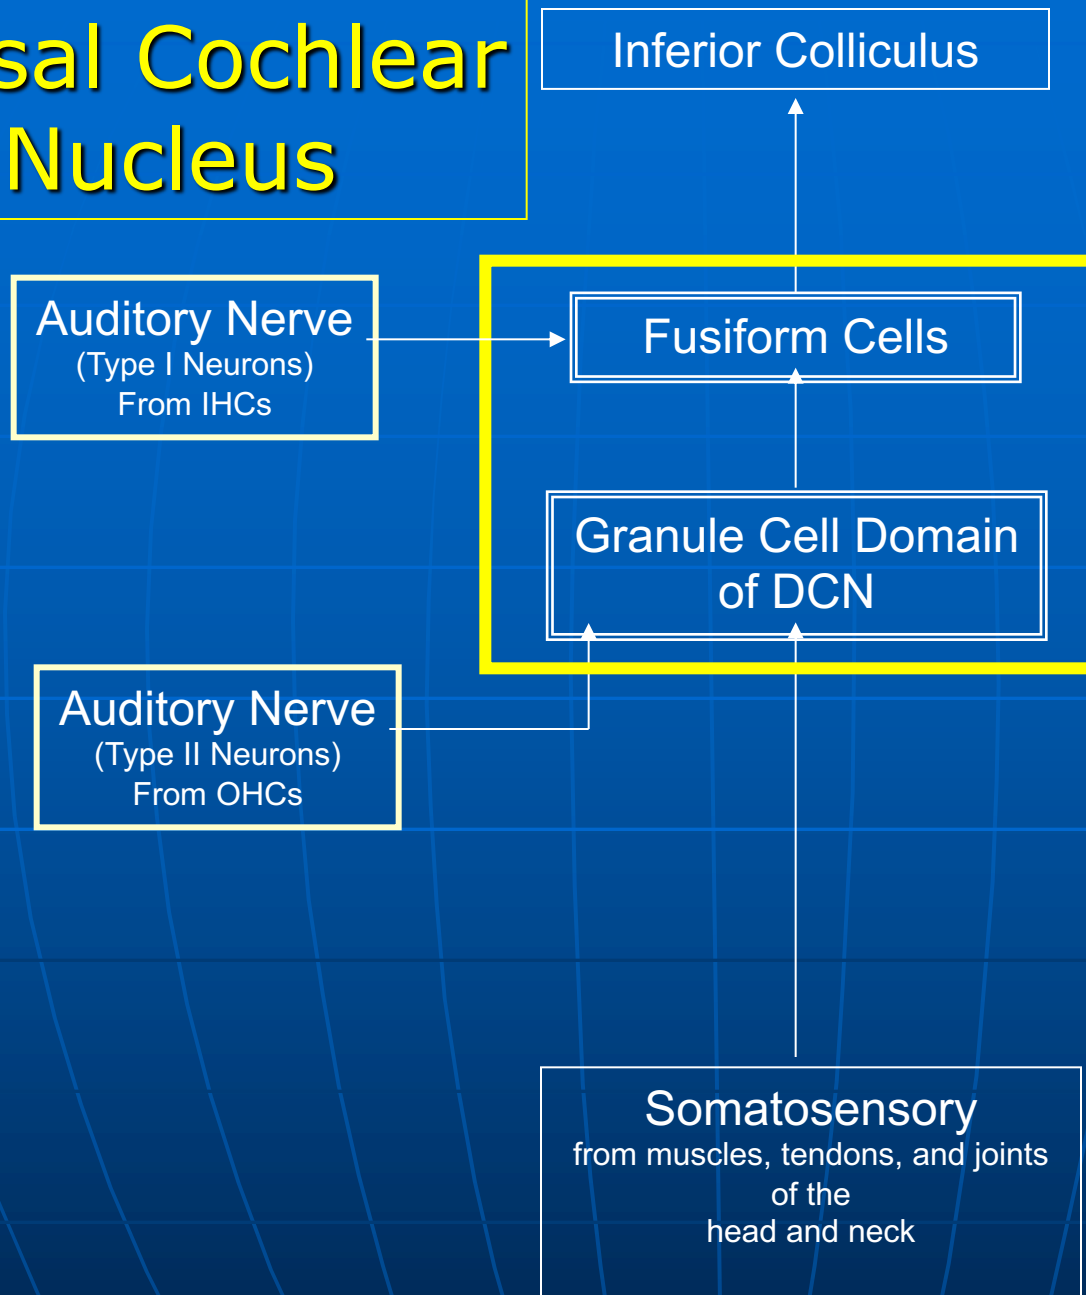 sal Cochlear
Nucleus
Inferior Colliculus
Auditory Nerve
(Type I Neurons)
From IHCs
Fusiform Cells
Granule Cell Domain
of DCN
Auditory Nerve
(Type II Neurons)
From OHCs
Somatosensory
from muscles, tendons, and joints
of the
head and neck